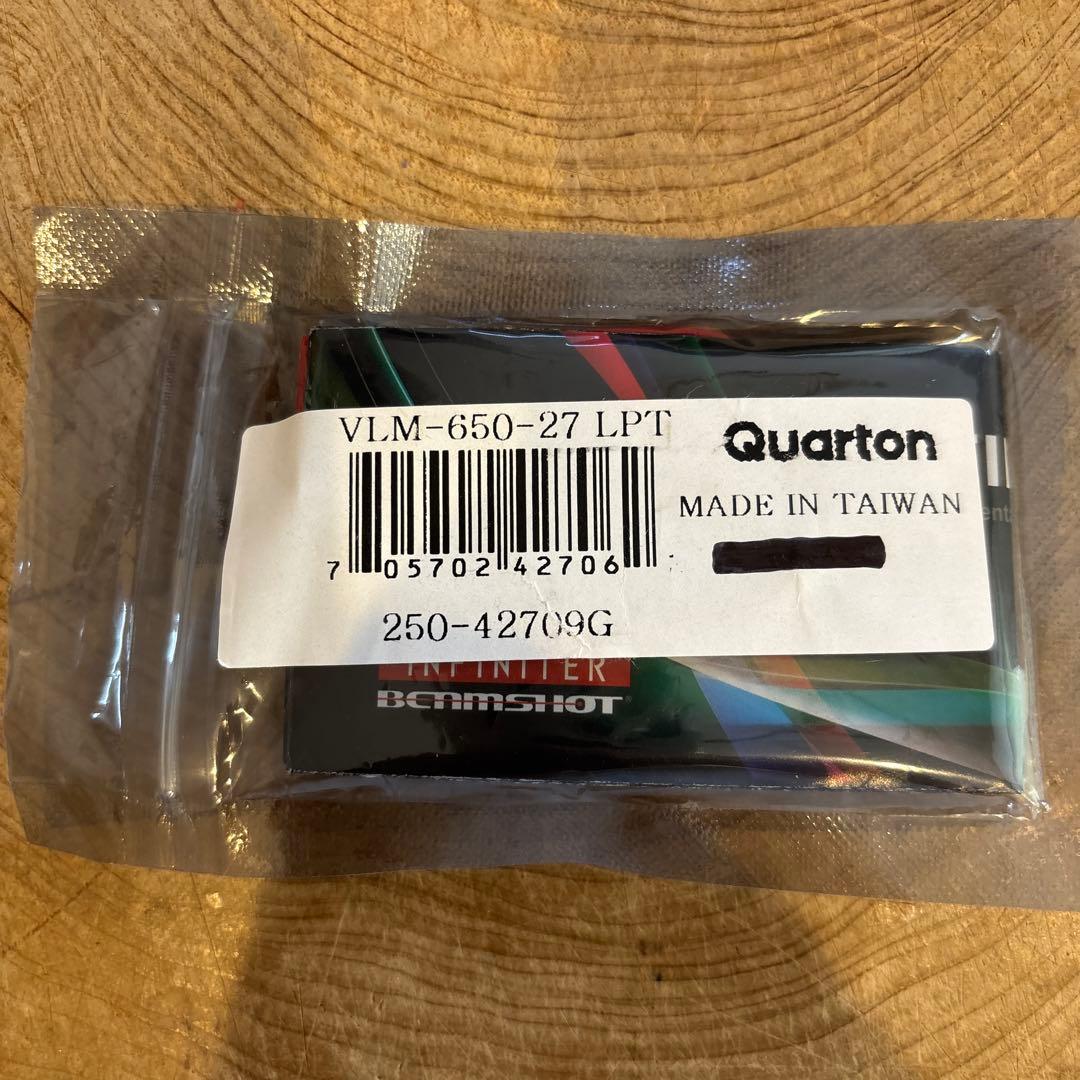 VLM-650-27 LPT
Quarton
MADE IN TAIWAN
7 05702 42706
250-42709G
INFINITER
BEAMSHOT